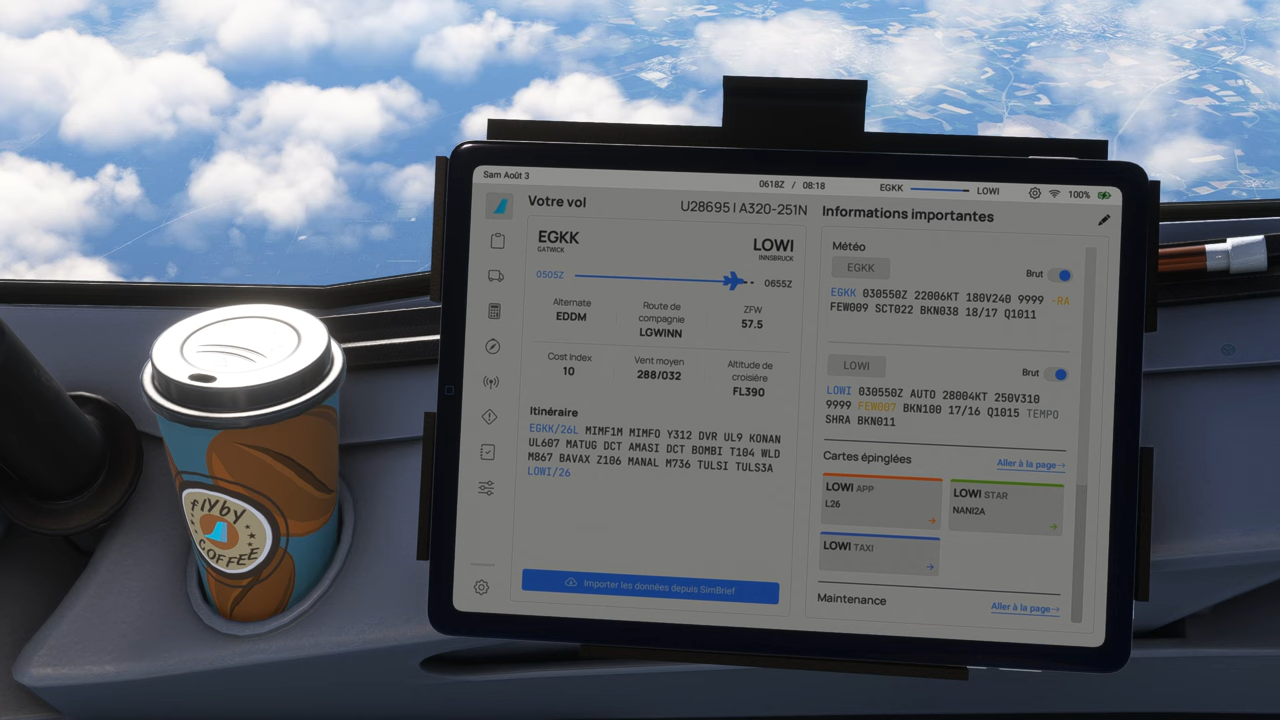 Sam Août 3
0618Z / 08:18
EGKK LOWI
100%
Votre vol
U28695 | A320-251N
EGKK
GATWICK
LOWI
INNSBRUCK
0505Z
0655Z
Alternate
EDDM
Route de
compagnie
LGWINN
ZFW
57.5
Cost Index
10
Vent moyen
288/032
Altitude de
croisière
FL390
Itinéraire
EGKK/26L MIMF1M MIMFO Y312 DVR UL9 KONAN
UL607 MATUG DCT AMASI DCT BOMBI T104 WLD
M867 BAVAX Z106 MANAL M736 TULSI TULS3A
LOWI/26
Importer les données depuis SimBrief
Informations importantes
Météo
EGKK
Brut
EGKK 030550Z 22006KT 180V240 9999 -RA
FEW009 SCT022 BKN038 18/17 Q1011
LOWI
Brut
LOWI 030550Z AUTO 28004KT 250V310
9999 FEW007 BKN100 17/16 Q1015 TEMPO
SHRA BKN011
Cartes épinglées
Aller à la page
LOWI APP
L26
LOWI STAR
NANI2A
LOWI TAXI
Maintenance
Aller à la page
flyby
COFFEE